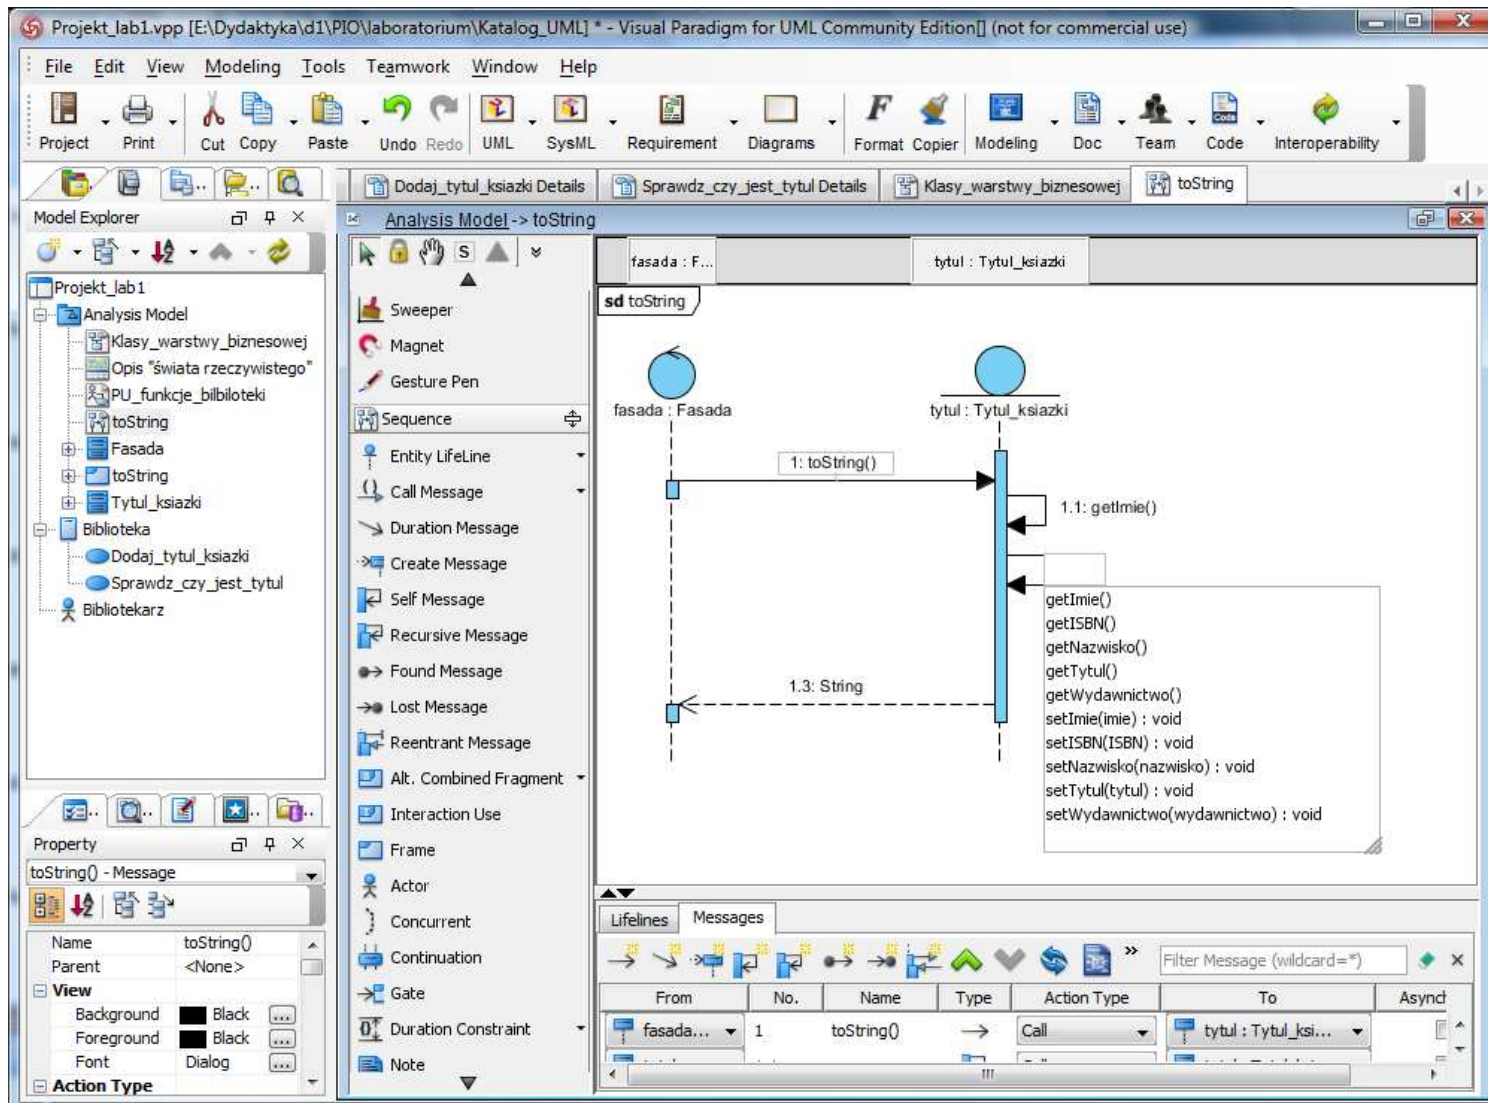 Projekt_lab1.vpp [E:\Dydaktyka\d1\PIO\laboratorium\Katalog_UML] * - Visual Paradigm for UML Community Edition[] (not for commercial use)
File Edit View Modeling Tools Teamwork Window Help
Project Print Cut Copy Paste Undo Redo UML SysML Requirement Diagrams Format Copier Modeling Doc Team Code Interoperability
Dodaj_tytul_ksiazki Details Sprawdz_czy_jest_tytul Details Klasy_warstwy_biznesowej toString
Model Explorer
Analysis Model -> toString
Projekt_lab1
Analysis Model
Klasy_warstwy_biznesowej
Opis "świata rzeczywistego"
PU_funkcje_bilbiloteki
toString
Fasada
toString
Tytul_ksiazki
Biblioteka
Dodaj_tytul_ksiazki
Sprawdz_czy_jest_tytul
Bibliotekarz
Property
toString() - Message
Name toString()
Parent <None>
View
Background Black ...
Foreground Black ...
Font Dialog ...
Action Type
S
Sweeper
Magnet
Gesture Pen
Sequence
Entity LifeLine
Call Message
Duration Message
Create Message
Self Message
Recursive Message
Found Message
Lost Message
Reentrant Message
Alt. Combined Fragment
Interaction Use
Frame
Actor
Concurrent
Continuation
Gate
Duration Constraint
Note
fasada : F... tytul : Tytul_ksiazki
sd toString
fasada : Fasada tytul : Tytul_ksiazki
1: toString()
1.1: getImie()
getImie()
getISBN()
getNazwisko()
getTytul()
getWydawnictwo()
setImie(imie) : void
setISBN(ISBN) : void
setNazwisko(nazwisko) : void
setTytul(tytul) : void
setWydawnictwo(wydawnictwo) : void
1.3: String
Lifelines Messages
Filter Message (wildcard=*)
From No. Name Type Action Type To Asynch
fasada... 1 toString() Call tytul : Tytul_ksi...